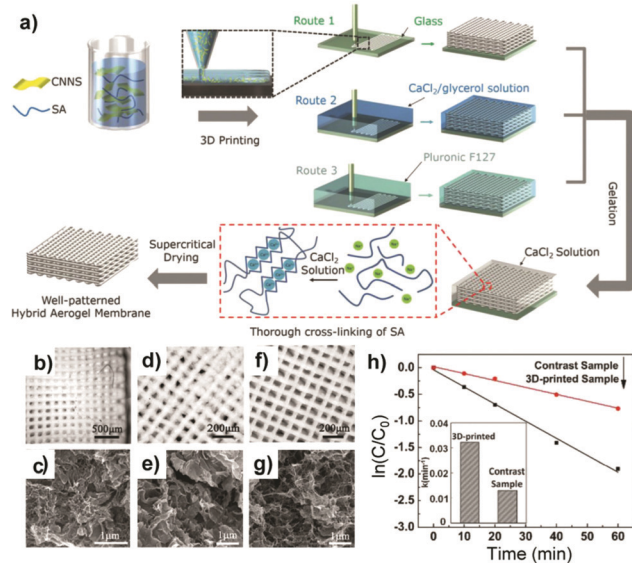 a)
CNNS
SA
3D Printing
Route 1
Glass
Route 2
CaCl2/glycerol solution
Route 3
Pluronic F127
Gelation
CaCl2 Solution
CaCl2
Solution
Thorough cross-linking of SA
Supercritical
Drying
Well-patterned
Hybrid Aerogel Membrane
b)
500μm
d)
200μm
f)
200μm
c)
1μm
e)
1μm
g)
1μm
h)
Contrast Sample
3D-printed Sample
ln(C/C0)
0.0
-0.5
-1.0
-1.5
-2.0
-2.5
-3.0
k(min-1)
0.04
0.03
0.02
0.01
0.00
3D-printed
Contrast
Sample
0 10 20 30 40 50 60
Time (min)